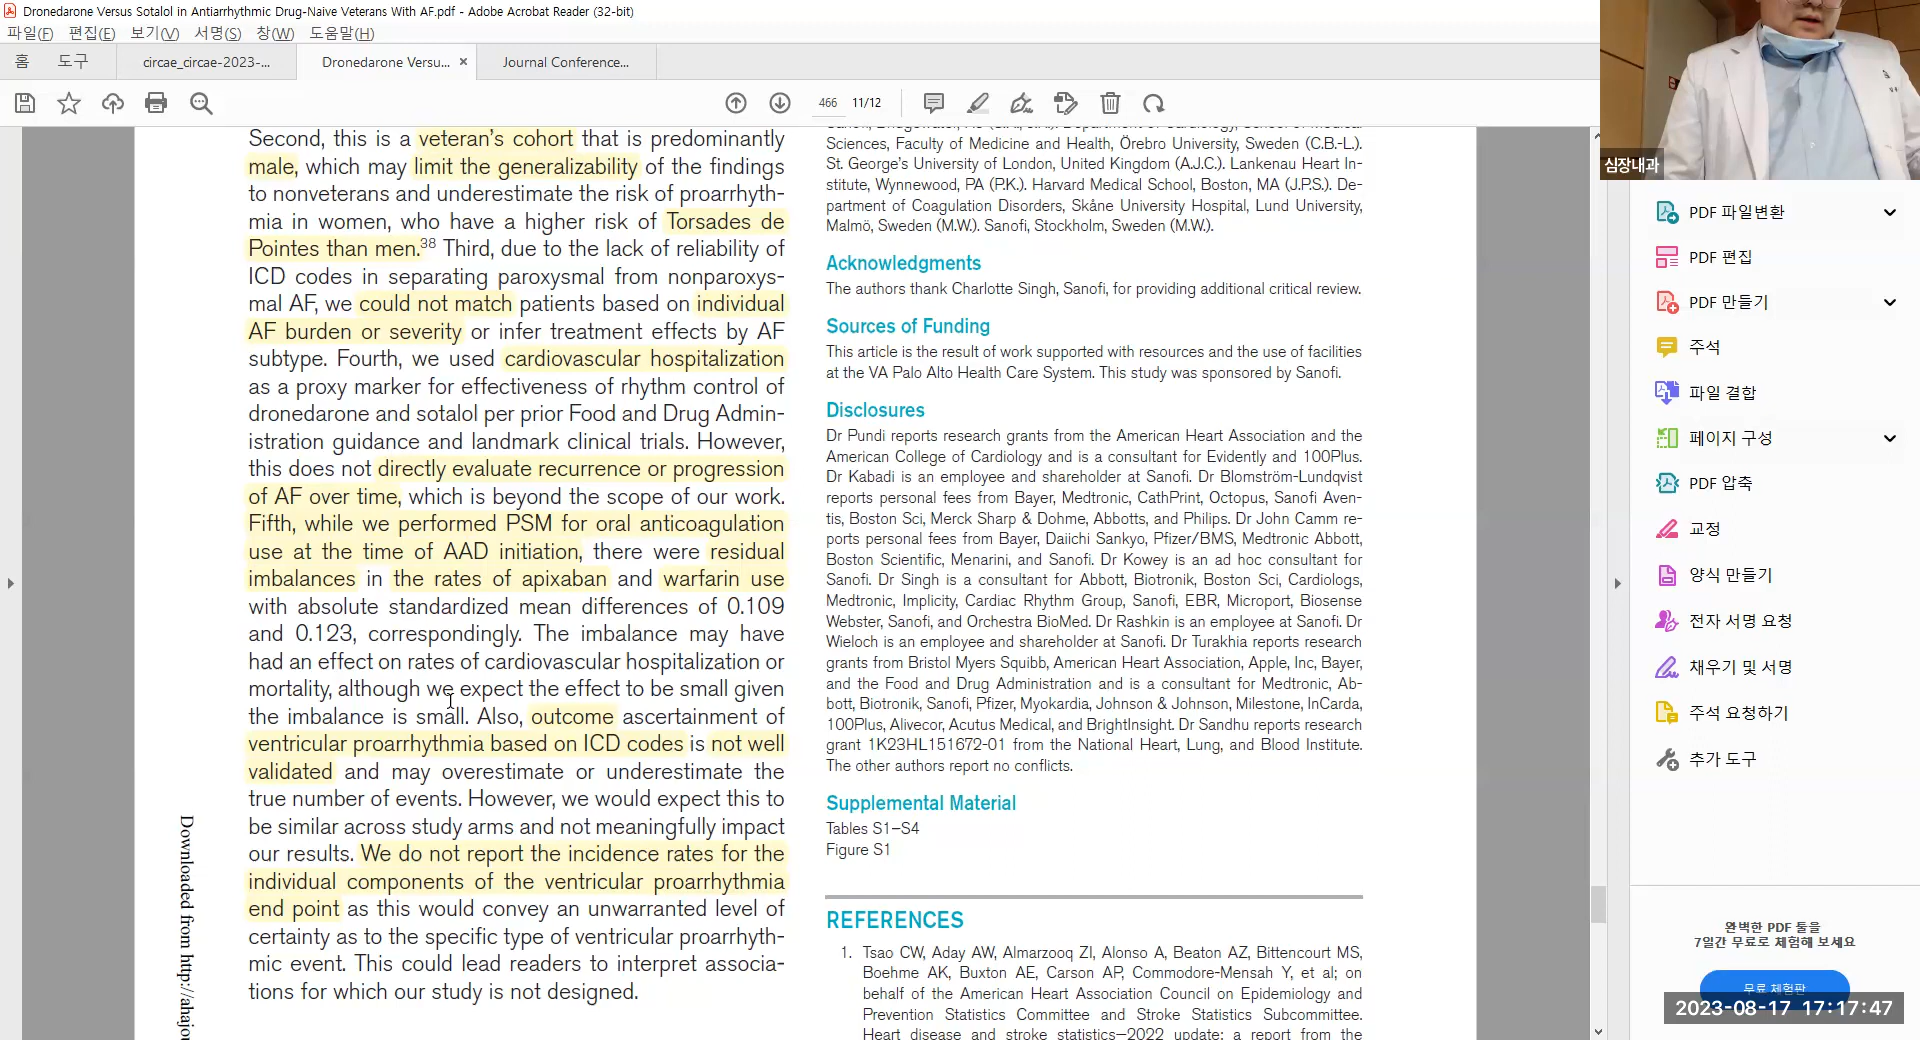 Dronedarone Versus Sotalol in Antiarrhythmic Drug-Naive Veterans With AF.pdf - Adobe Acrobat Reader (32-bit)
파일(F) 편집(E) 보기(V) 서명(S) 창(W) 도움말(H)
홈 도구 circae_circae-2023-... Dronedarone Versu... × Journal Conference...
466 11/12
Second, this is a veteran's cohort that is predominantly
male, which may limit the generalizability of the findings
to nonveterans and underestimate the risk of proarrhyth-
mia in women, who have a higher risk of Torsades de
Pointes than men.38 Third, due to the lack of reliability of
ICD codes in separating paroxysmal from nonparoxys-
mal AF, we could not match patients based on individual
AF burden or severity or infer treatment effects by AF
subtype. Fourth, we used cardiovascular hospitalization
as a proxy marker for effectiveness of rhythm control of
dronedarone and sotalol per prior Food and Drug Admin-
istration guidance and landmark clinical trials. However,
this does not directly evaluate recurrence or progression
of AF over time, which is beyond the scope of our work.
Fifth, while we performed PSM for oral anticoagulation
use at the time of AAD initiation, there were residual
imbalances in the rates of apixaban and warfarin use
with absolute standardized mean differences of 0.109
and 0.123, correspondingly. The imbalance may have
had an effect on rates of cardiovascular hospitalization or
mortality, although we expect the effect to be small given
the imbalance is small. Also, outcome ascertainment of
ventricular proarrhythmia based on ICD codes is not well
validated and may overestimate or underestimate the
true number of events. However, we would expect this to
be similar across study arms and not meaningfully impact
our results. We do not report the incidence rates for the
individual components of the ventricular proarrhythmia
end point as this would convey an unwarranted level of
certainty as to the specific type of ventricular proarrhyth-
mic event. This could lead readers to interpret associa-
tions for which our study is not designed.
Downloaded from http://ahajou
Sciences, Faculty of Medicine and Health, Örebro University, Sweden (C.B.-L.).
St. George's University of London, United Kingdom (A.J.C.). Lankenau Heart In-
stitute, Wynnewood, PA (P.K.). Harvard Medical School, Boston, MA (J.P.S.). De-
partment of Coagulation Disorders, Skåne University Hospital, Lund University,
Malmö, Sweden (M.W.). Sanofi, Stockholm, Sweden (M.W.).
Acknowledgments
The authors thank Charlotte Singh, Sanofi, for providing additional critical review.
Sources of Funding
This article is the result of work supported with resources and the use of facilities
at the VA Palo Alto Health Care System. This study was sponsored by Sanofi.
Disclosures
Dr Pundi reports research grants from the American Heart Association and the
American College of Cardiology and is a consultant for Evidently and 100Plus.
Dr Kabadi is an employee and shareholder at Sanofi. Dr Blomström-Lundqvist
reports personal fees from Bayer, Medtronic, CathPrint, Octopus, Sanofi Aven-
tis, Boston Sci, Merck Sharp & Dohme, Abbotts, and Philips. Dr John Camm re-
ports personal fees from Bayer, Daiichi Sankyo, Pfizer/BMS, Medtronic Abbott,
Boston Scientific, Menarini, and Sanofi. Dr Kowey is an ad hoc consultant for
Sanofi. Dr Singh is a consultant for Abbott, Biotronik, Boston Sci, Cardiologs,
Medtronic, Implicity, Cardiac Rhythm Group, Sanofi, EBR, Microport, Biosense
Webster, Sanofi, and Orchestra BioMed. Dr Rashkin is an employee at Sanofi. Dr
Wieloch is an employee and shareholder at Sanofi. Dr Turakhia reports research
grants from Bristol Myers Squibb, American Heart Association, Apple, Inc, Bayer,
and the Food and Drug Administration and is a consultant for Medtronic, Ab-
bott, Biotronik, Sanofi, Pfizer, Myokardia, Johnson & Johnson, Milestone, InCarda,
100Plus, Alivecor, Acutus Medical, and BrightInsight. Dr Sandhu reports research
grant 1K23HL151672-01 from the National Heart, Lung, and Blood Institute.
The other authors report no conflicts.
Supplemental Material
Tables S1–S4
Figure S1
REFERENCES
1. Tsao CW, Aday AW, Almarzooq ZI, Alonso A, Beaton AZ, Bittencourt MS,
Boehme AK, Buxton AE, Carson AP, Commodore-Mensah Y, et al; on
behalf of the American Heart Association Council on Epidemiology and
Prevention Statistics Committee and Stroke Statistics Subcommittee.
Heart disease and stroke statistics—2022 update: a report from the
심장내과
PDF 파일변환
PDF 편집
PDF 만들기
주석
파일 결합
페이지 구성
PDF 압축
교정
양식 만들기
전자 서명 요청
채우기 및 서명
주석 요청하기
추가 도구
완벽한 PDF 툴을
7일간 무료로 체험해 보세요
무료 체험판
2023-08-17 17:17:47